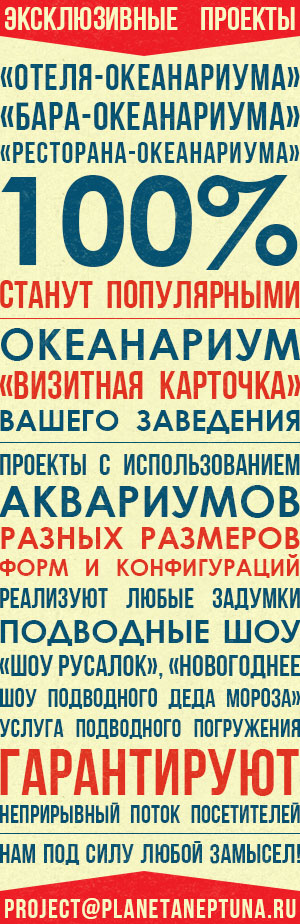 ЭКСКЛЮЗИВНЫЕ ПРОЕКТЫ
«ОТЕЛЯ-ОКЕАНАРИУМА»
«БАРА-ОКЕАНАРИУМА»
«РЕСТОРАНА-ОКЕАНАРИУМА»
100%
СТАНУТ ПОПУЛЯРНЫМИ
ОКЕАНАРИУМ
«ВИЗИТНАЯ КАРТОЧКА»
ВАШЕГО ЗАВЕДЕНИЯ
ПРОЕКТЫ С ИСПОЛЬЗОВАНИЕМ
АКВАРИУМОВ
РАЗНЫХ РАЗМЕРОВ
ФОРМ И КОНФИГУРАЦИЙ
РЕАЛИЗУЮТ ЛЮБЫЕ ЗАДУМКИ
ПОДВОДНЫЕ ШОУ
«ШОУ РУСАЛОК», «НОВОГОДНЕЕ
ШОУ ПОДВОДНОГО ДЕДА МОРОЗА»
УСЛУГА ПОДВОДНОГО ПОГРУЖЕНИЯ
ГАРАНТИРУЮТ
НЕПРИРЫВНЫЙ ПОТОК ПОСЕТИТЕЛЕЙ
НАМ ПОД СИЛУ ЛЮБОЙ ЗАМЫСЕЛ!
PROJECT@PLANETANEPTUNA.RU